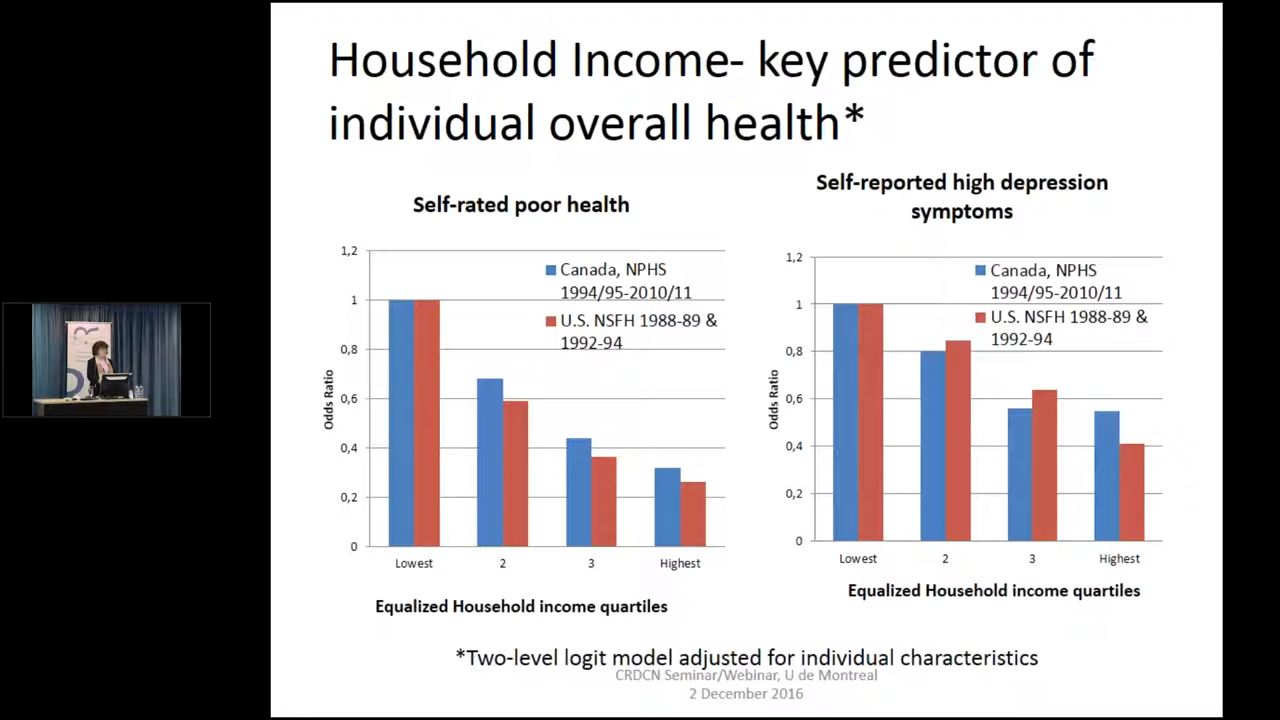 Household Income- key predictor of
individual overall health*
Self-rated poor health
1,2
1
0,8
0,6
0,4
0,2
0
Odds Ratio
Canada, NPHS
1994/95-2010/11
U.S. NSFH 1988-89 &
1992-94
Lowest
2
3
Highest
Equalized Household income quartiles
Self-reported high depression
symptoms
1,2
1
0,8
0,6
0,4
0,2
0
Odds Ratio
Canada, NPHS
1994/95-2010/11
U.S. NSFH 1988-89 &
1992-94
Lowest
2
3
Highest
Equalized Household income quartiles
*Two-level logit model adjusted for individual characteristics
CRDCN Seminar/Webinar, U de Montreal
2 December 2016